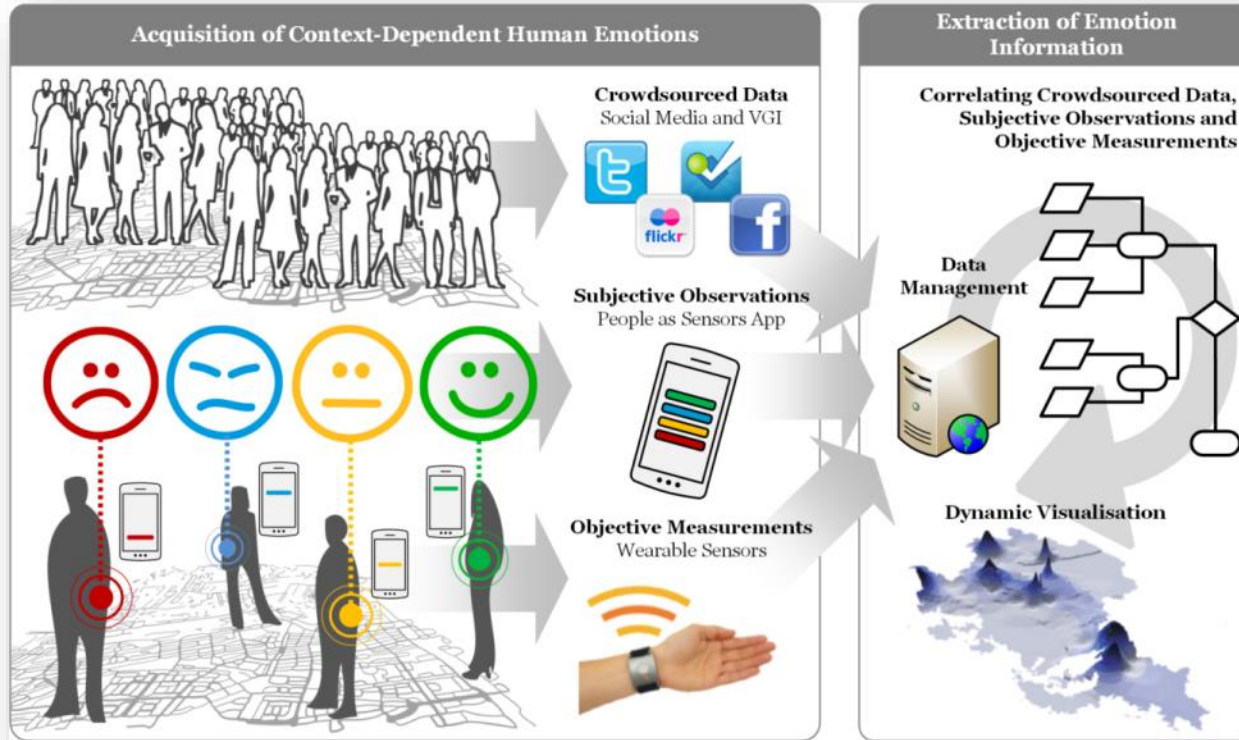 Acquisition of Context-Dependent Human Emotions
Crowdsourced Data
Social Media and VGI
flickr
Subjective Observations
People as Sensors App
Objective Measurements
Wearable Sensors
Extraction of Emotion
Information
Correlating Crowdsourced Data,
Subjective Observations and
Objective Measurements
Data
Management
Dynamic Visualisation